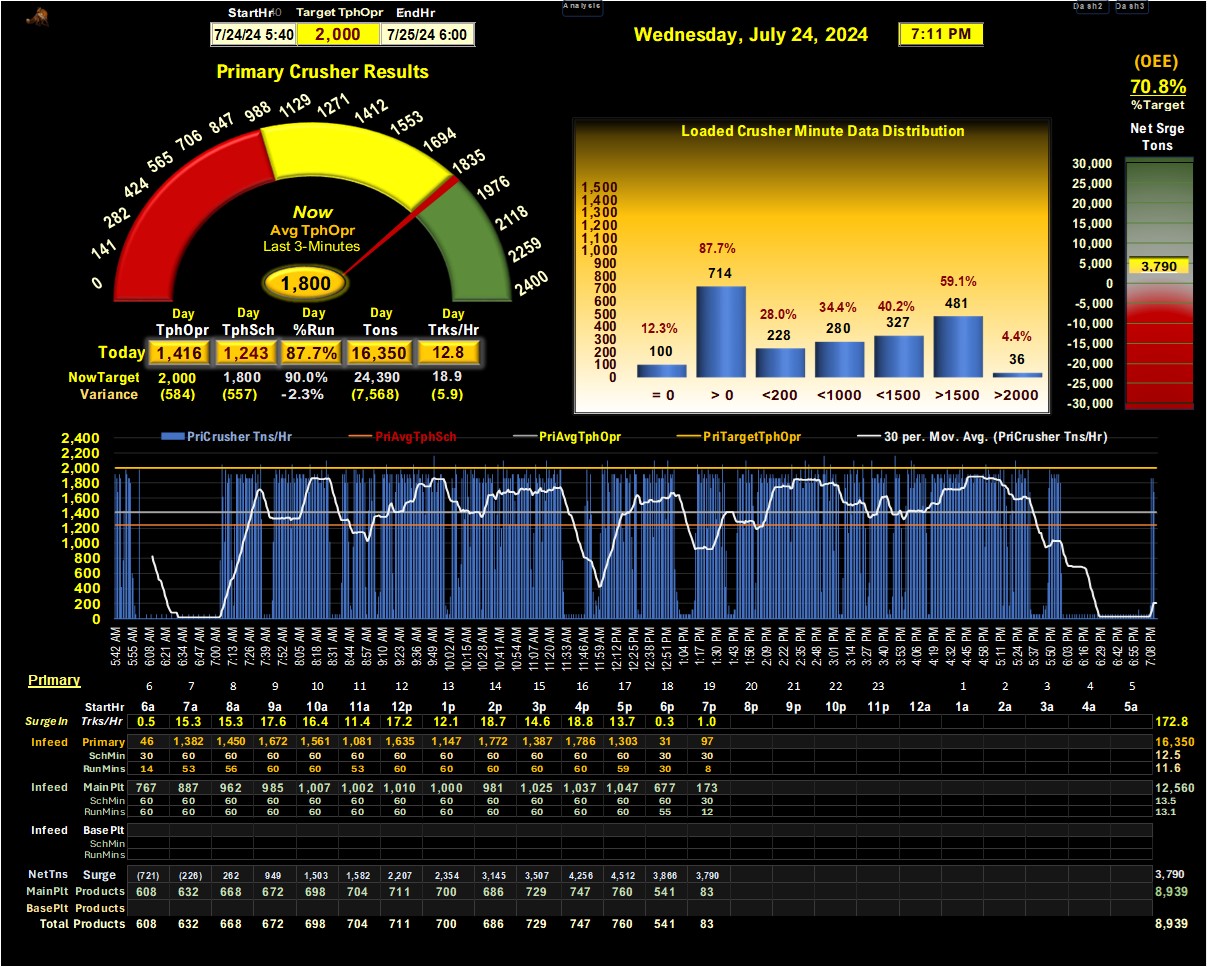 Analysis
Dash2 Dash3
StartHr Target TphOpr EndHr
7/24/24 5:40 2,000 7/25/24 6:00
Wednesday, July 24, 2024 7:11 PM
(OEE)
70.8%
%Target
Net Srge
Tons
30,000
25,000
20,000
15,000
10,000
5,000
0
-5,000
-10,000
-15,000
-20,000
-25,000
-30,000
3,790
Primary Crusher Results
0 141 282 424 565 706 847 988 1129 1271 1412 1553 1694 1835 1976 2118 2259 2400
Now
Avg TphOpr
Last 3-Minutes
1,800
Day Day Day Day Day
TphOpr TphSch %Run Tons Trks/Hr
Today 1,416 1,243 87.7% 16,350 12.8
NowTarget 2,000 1,800 90.0% 24,390 18.9
Variance (584) (557) -2.3% (7,568) (5.9)
Loaded Crusher Minute Data Distribution
1,500
1,400
1,300
1,200
1,100
1,000
900
800
700
600
500
400
300
200
100
0
12.3% 87.7% 28.0% 34.4% 40.2% 59.1% 4.4%
100 714 228 280 327 481 36
= 0 > 0 <200 <1000 <1500 >1500 >2000
PriCrusher Tns/Hr PriAvgTphSch PriAvgTphOpr PriTargetTphOpr 30 per. Mov. Avg. (PriCrusher Tns/Hr)
2,400
2,200
2,000
1,800
1,600
1,400
1,200
1,000
800
600
400
200
0
5:42 AM 5:55 AM 6:08 AM 6:21 AM 6:34 AM 6:47 AM 7:00 AM 7:13 AM 7:26 AM 7:39 AM 7:52 AM 8:05 AM 8:18 AM 8:31 AM 8:44 AM 8:57 AM 9:10 AM 9:23 AM 9:36 AM 9:49 AM 10:02 AM 10:15 AM 10:28 AM 10:41 AM 10:54 AM 11:07 AM 11:20 AM 11:33 AM 11:46 AM 11:59 AM 12:12 PM 12:25 PM 12:38 PM 12:51 PM 1:04 PM 1:17 PM 1:30 PM 1:43 PM 1:56 PM 2:09 PM 2:22 PM 2:35 PM 2:48 PM 3:01 PM 3:14 PM 3:27 PM 3:40 PM 3:53 PM 4:06 PM 4:19 PM 4:32 PM 4:45 PM 4:58 PM 5:11 PM 5:24 PM 5:37 PM 5:50 PM 6:03 PM 6:16 PM 6:29 PM 6:42 PM 6:55 PM 7:08 PM
Primary
6 7 8 9 10 11 12 13 14 15 16 17 18 19 20 21 22 23 1 2 3 4 5
StartHr 6a 7a 8a 9a 10a 11a 12p 1p 2p 3p 4p 5p 6p 7p 8p 9p 10p 11p 12a 1a 2a 3a 4a 5a
SurgeIn Trks/Hr 0.5 15.3 15.3 17.6 16.4 11.4 17.2 12.1 18.7 14.6 18.8 13.7 0.3 1.0 172.8
Infeed Primary 46 1,382 1,450 1,672 1,561 1,081 1,635 1,147 1,772 1,387 1,786 1,303 31 97 16,350
SchMin 30 60 60 60 60 60 60 60 60 60 60 60 30 30 12.5
RunMins 14 53 56 60 60 53 60 60 60 60 60 59 30 8 11.6
Infeed MainPlt 767 887 962 985 1,007 1,002 1,010 1,000 981 1,025 1,037 1,047 677 173 12,560
SchMin 60 60 60 60 60 60 60 60 60 60 60 60 60 30 13.5
RunMins 60 60 60 60 60 60 60 60 60 60 60 60 55 12 13.1
Infeed Base Plt
SchMin
RunMins
NetTns Surge (721) (226) 262 949 1,503 1,582 2,207 2,354 3,145 3,507 4,256 4,512 3,866 3,790 3,790
MainPlt Products 608 632 668 672 698 704 711 700 686 729 747 760 541 83 8,939
BasePlt Products
Total Products 608 632 668 672 698 704 711 700 686 729 747 760 541 83 8,939